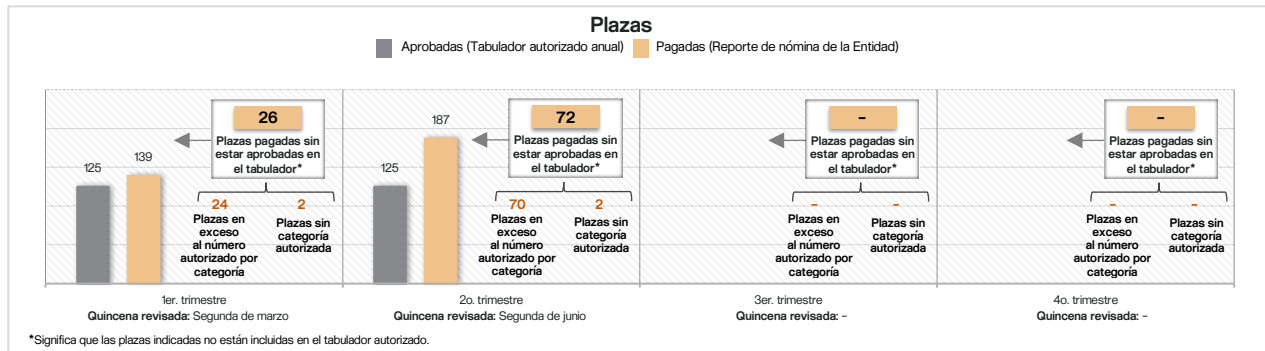 Plazas
Aprobadas (Tabulador autorizado anual) Pagadas (Reporte de nómina de la Entidad)
125
139
26
Plazas pagadas sin
estar aprobadas en
el tabulador*
24
Plazas en
exceso
al número
autorizado por
categoría
2
Plazas sin
categoría
autorizada
1er. trimestre
Quincena revisada: Segunda de marzo
125
187
72
Plazas pagadas sin
estar aprobadas en
el tabulador*
70
Plazas en
exceso
al número
autorizado por
categoría
2
Plazas sin
categoría
autorizada
2o. trimestre
Quincena revisada: Segunda de junio
-
Plazas pagadas sin
estar aprobadas en
el tabulador*
-
Plazas en
exceso
al número
autorizado por
categoría
-
Plazas sin
categoría
autorizada
3er. trimestre
Quincena revisada: -
-
Plazas pagadas sin
estar aprobadas en
el tabulador*
-
Plazas en
exceso
al número
autorizado por
categoría
-
Plazas sin
categoría
autorizada
4o. trimestre
Quincena revisada: -
*Significa que las plazas indicadas no están incluidas en el tabulador autorizado.